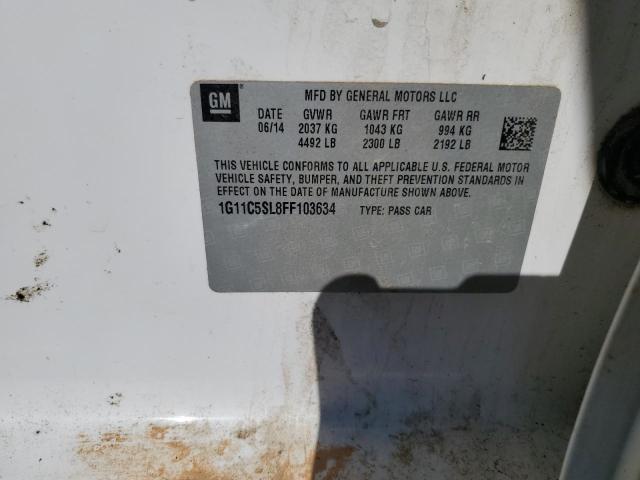 GM
MFD BY GENERAL MOTORS LLC
DATE GVWR GAWR FRT GAWR RR
06/14 2037 KG 1043 KG 994 KG
4492 LB 2300 LB 2192 LB
THIS VEHICLE CONFORMS TO ALL APPLICABLE U.S. FEDERAL MOTOR
VEHICLE SAFETY, BUMPER, AND THEFT PREVENTION STANDARDS IN
EFFECT ON THE DATE OF MANUFACTURE SHOWN ABOVE.
1G11C5SL8FF103634 TYPE: PASS CAR